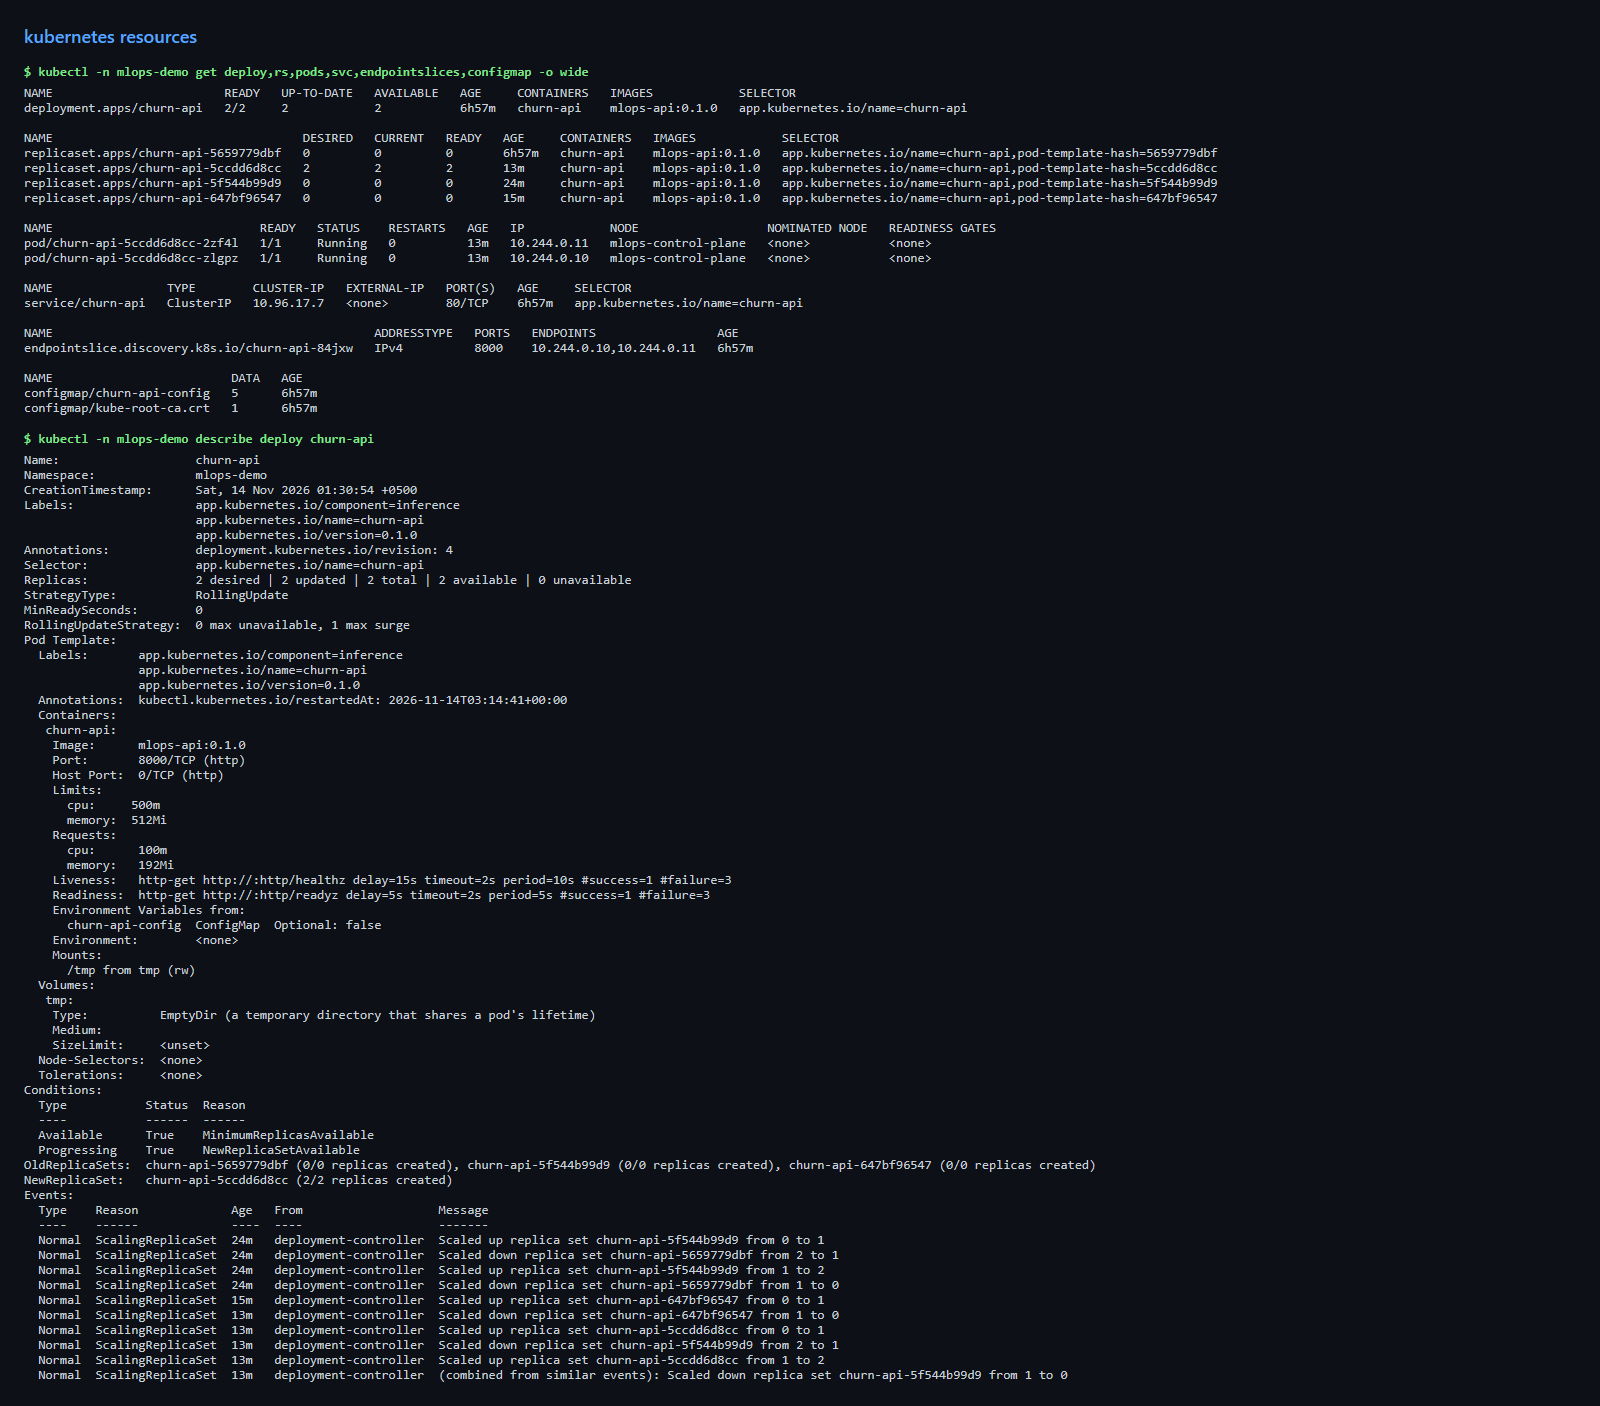 kubernetes resources
$ kubectl -n mlops-demo get deploy,rs,pods,svc,endpointslices,configmap -o wide
NAME                        READY   UP-TO-DATE   AVAILABLE   AGE     CONTAINERS   IMAGES            SELECTOR
deployment.apps/churn-api   2/2     2            2           6h57m   churn-api    mlops-api:0.1.0   app.kubernetes.io/name=churn-api
NAME                                   DESIRED   CURRENT   READY   AGE     CONTAINERS   IMAGES            SELECTOR
replicaset.apps/churn-api-5659779dbf   0         0         0       6h57m   churn-api    mlops-api:0.1.0   app.kubernetes.io/name=churn-api,pod-template-hash=5659779dbf
replicaset.apps/churn-api-5ccdd6d8cc   2         2         2       13m     churn-api    mlops-api:0.1.0   app.kubernetes.io/name=churn-api,pod-template-hash=5ccdd6d8cc
replicaset.apps/churn-api-5f544b99d9   0         0         0       24m     churn-api    mlops-api:0.1.0   app.kubernetes.io/name=churn-api,pod-template-hash=5f544b99d9
replicaset.apps/churn-api-647bf96547   0         0         0       15m     churn-api    mlops-api:0.1.0   app.kubernetes.io/name=churn-api,pod-template-hash=647bf96547
NAME                             READY   STATUS    RESTARTS   AGE   IP            NODE                  NOMINATED NODE   READINESS GATES
pod/churn-api-5ccdd6d8cc-2zf4l   1/1     Running   0          13m   10.244.0.11   mlops-control-plane   <none>           <none>
pod/churn-api-5ccdd6d8cc-zlgpz   1/1     Running   0          13m   10.244.0.10   mlops-control-plane   <none>           <none>
NAME                TYPE        CLUSTER-IP   EXTERNAL-IP   PORT(S)   AGE     SELECTOR
service/churn-api   ClusterIP   10.96.17.7   <none>        80/TCP    6h57m   app.kubernetes.io/name=churn-api
NAME                                             ADDRESSTYPE   PORTS   ENDPOINTS                 AGE
endpointslice.discovery.k8s.io/churn-api-84jxw   IPv4          8000    10.244.0.10,10.244.0.11   6h57m
NAME                         DATA   AGE
configmap/churn-api-config   5      6h57m
configmap/kube-root-ca.crt   1      6h57m
$ kubectl -n mlops-demo describe deploy churn-api
Name:                   churn-api
Namespace:              mlops-demo
CreationTimestamp:      Sat, 14 Nov 2026 01:30:54 +0500
Labels:                 app.kubernetes.io/component=inference
                        app.kubernetes.io/name=churn-api
                        app.kubernetes.io/version=0.1.0
Annotations:            deployment.kubernetes.io/revision: 4
Selector:               app.kubernetes.io/name=churn-api
Replicas:               2 desired | 2 updated | 2 total | 2 available | 0 unavailable
StrategyType:           RollingUpdate
MinReadySeconds:        0
RollingUpdateStrategy:  0 max unavailable, 1 max surge
Pod Template:
  Labels:       app.kubernetes.io/component=inference
                app.kubernetes.io/name=churn-api
                app.kubernetes.io/version=0.1.0
  Annotations:  kubectl.kubernetes.io/restartedAt: 2026-11-14T03:14:41+00:00
  Containers:
   churn-api:
    Image:      mlops-api:0.1.0
    Port:       8000/TCP (http)
    Host Port:  0/TCP (http)
    Limits:
      cpu:     500m
      memory:  512Mi
    Requests:
      cpu:      100m
      memory:   192Mi
    Liveness:   http-get http://:http/healthz delay=15s timeout=2s period=10s #success=1 #failure=3
    Readiness:  http-get http://:http/readyz delay=5s timeout=2s period=5s #success=1 #failure=3
    Environment Variables from:
      churn-api-config  ConfigMap  Optional: false
    Environment:        <none>
    Mounts:
      /tmp from tmp (rw)
  Volumes:
   tmp:
    Type:          EmptyDir (a temporary directory that shares a pod's lifetime)
    Medium:
    SizeLimit:     <unset>
  Node-Selectors:  <none>
  Tolerations:     <none>
Conditions:
  Type           Status  Reason
  ----           ------  ------
  Available      True    MinimumReplicasAvailable
  Progressing    True    NewReplicaSetAvailable
OldReplicaSets:  churn-api-5659779dbf (0/0 replicas created), churn-api-5f544b99d9 (0/0 replicas created), churn-api-647bf96547 (0/0 replicas created)
NewReplicaSet:   churn-api-5ccdd6d8cc (2/2 replicas created)
Events:
  Type    Reason             Age   From                   Message
  ----    ------             ----  ----                   -------
  Normal  ScalingReplicaSet  24m   deployment-controller  Scaled up replica set churn-api-5f544b99d9 from 0 to 1
  Normal  ScalingReplicaSet  24m   deployment-controller  Scaled down replica set churn-api-5659779dbf from 2 to 1
  Normal  ScalingReplicaSet  24m   deployment-controller  Scaled up replica set churn-api-5f544b99d9 from 1 to 2
  Normal  ScalingReplicaSet  24m   deployment-controller  Scaled down replica set churn-api-5659779dbf from 1 to 0
  Normal  ScalingReplicaSet  15m   deployment-controller  Scaled up replica set churn-api-647bf96547 from 0 to 1
  Normal  ScalingReplicaSet  13m   deployment-controller  Scaled down replica set churn-api-647bf96547 from 1 to 0
  Normal  ScalingReplicaSet  13m   deployment-controller  Scaled up replica set churn-api-5ccdd6d8cc from 0 to 1
  Normal  ScalingReplicaSet  13m   deployment-controller  Scaled down replica set churn-api-5f544b99d9 from 2 to 1
  Normal  ScalingReplicaSet  13m   deployment-controller  Scaled up replica set churn-api-5ccdd6d8cc from 1 to 2
  Normal  ScalingReplicaSet  13m   deployment-controller  (combined from similar events): Scaled down replica set churn-api-5f544b99d9 from 1 to 0